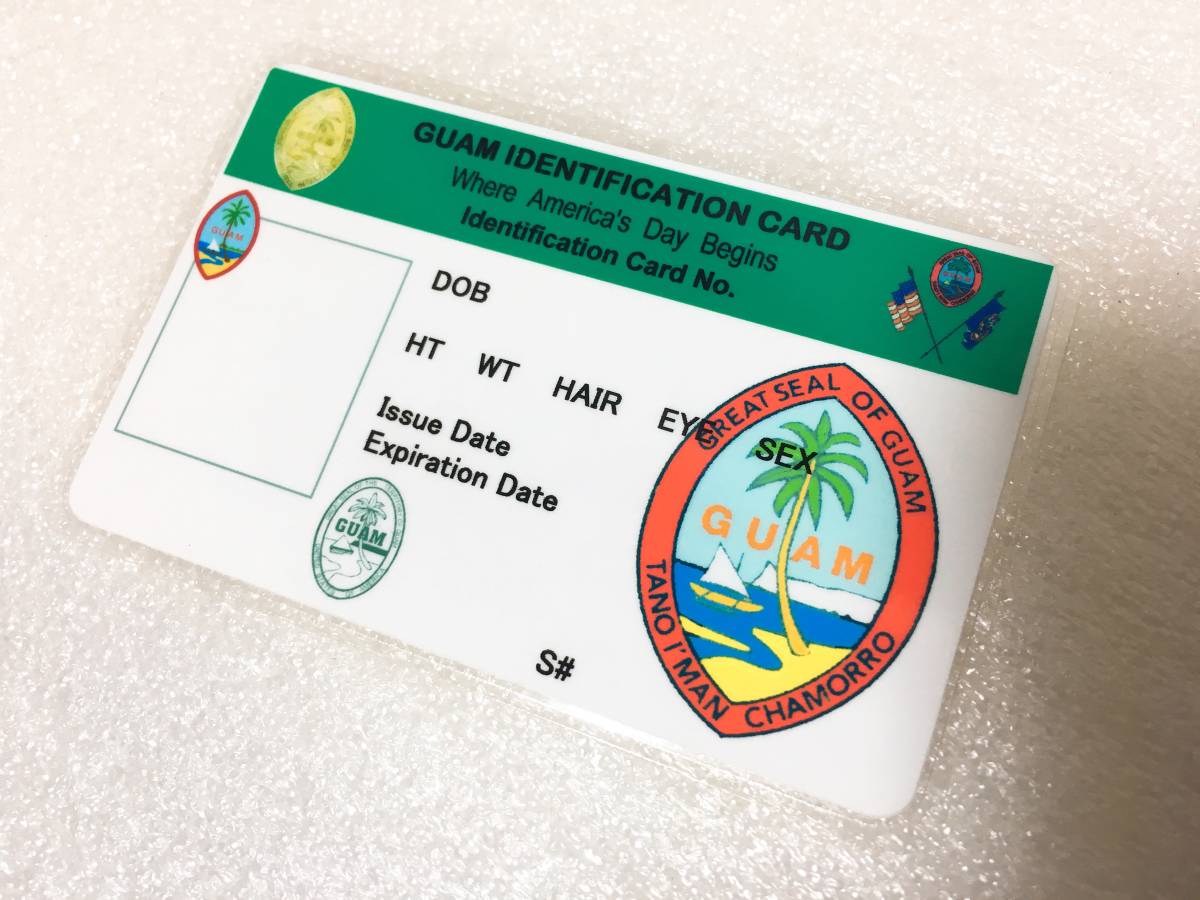 GUAM IDENTIFICATION CARD
Where America's Day Begins
Identification Card No.
GUAM
DOB
HT WT HAIR EYE SEX
Issue Date
Expiration Date
GUAM
GREAT SEAL OF GUAM
GUAM
TANO I'MAN CHAMORRO
S#